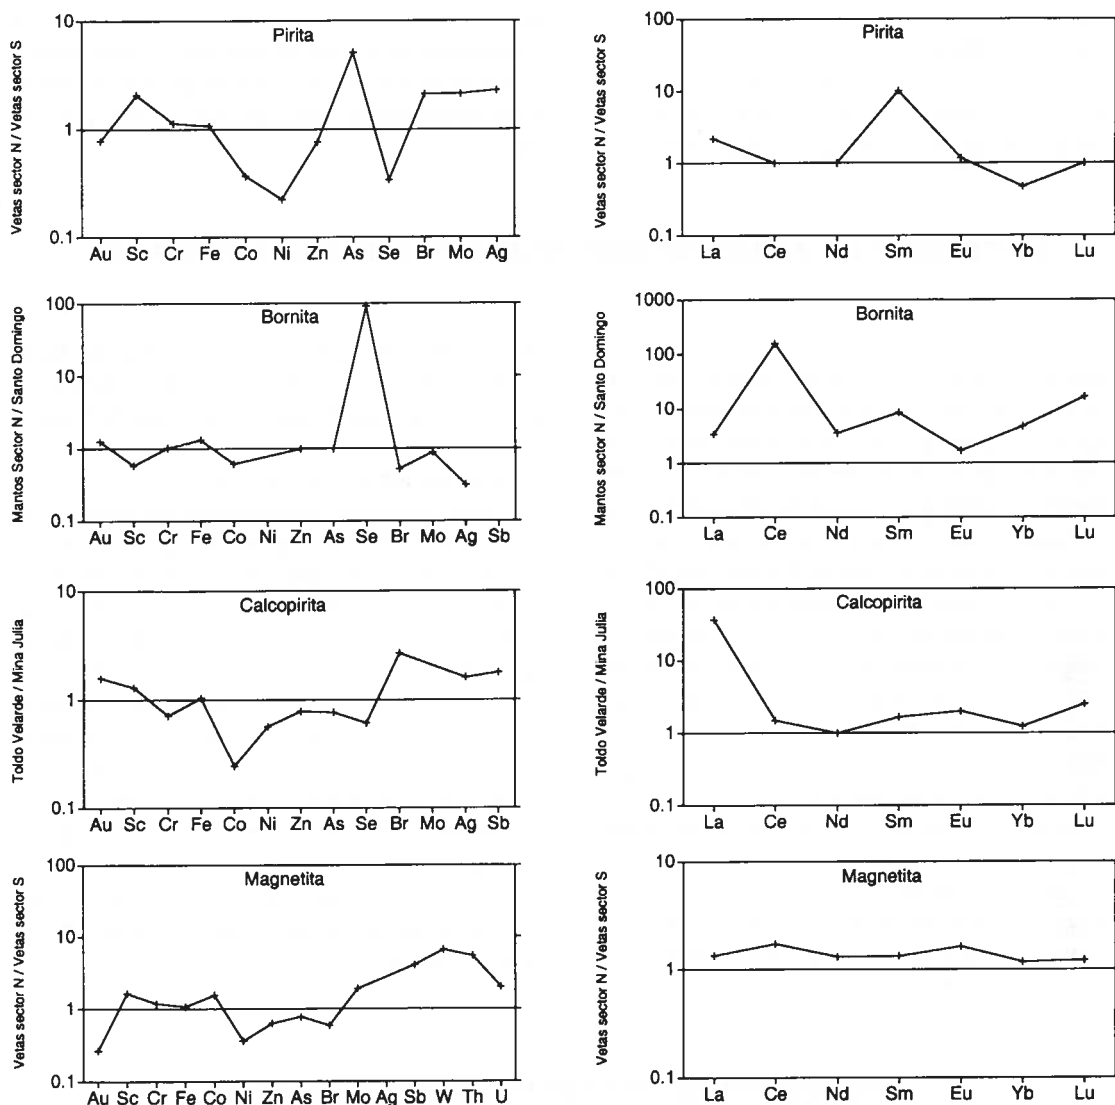 Vetas sector N / Vetas sector S
Pirita
10
1
0.1
Au Sc Cr Fe Co Ni Zn As Se Br Mo Ag
Vetas sector N / Vetas sector S
Pirita
100
10
1
0.1
La Ce Nd Sm Eu Yb Lu
Mantos Sector N / Santo Domingo
Bornita
100
10
1
0.1
Au Sc Cr Fe Co Ni Zn As Se Br Mo Ag Sb
Mantos sector N / Santo Domingo
Bornita
1000
100
10
1
0.1
La Ce Nd Sm Eu Yb Lu
Toldo Velarde / Mina Julia
Calcopirita
10
1
0.1
Au Sc Cr Fe Co Ni Zn As Se Br Mo Ag Sb
Toldo Velarde / Mina Julia
Calcopirita
100
10
1
0.1
La Ce Nd Sm Eu Yb Lu
Vetas sector N / Vetas sector S
Magnetita
100
10
1
0.1
Au Sc Cr Fe Co Ni Zn As Br Mo Ag Sb W Th U
Vetas sector N / Vetas sector S
Magnetita
10
1
0.1
La Ce Nd Sm Eu Yb Lu